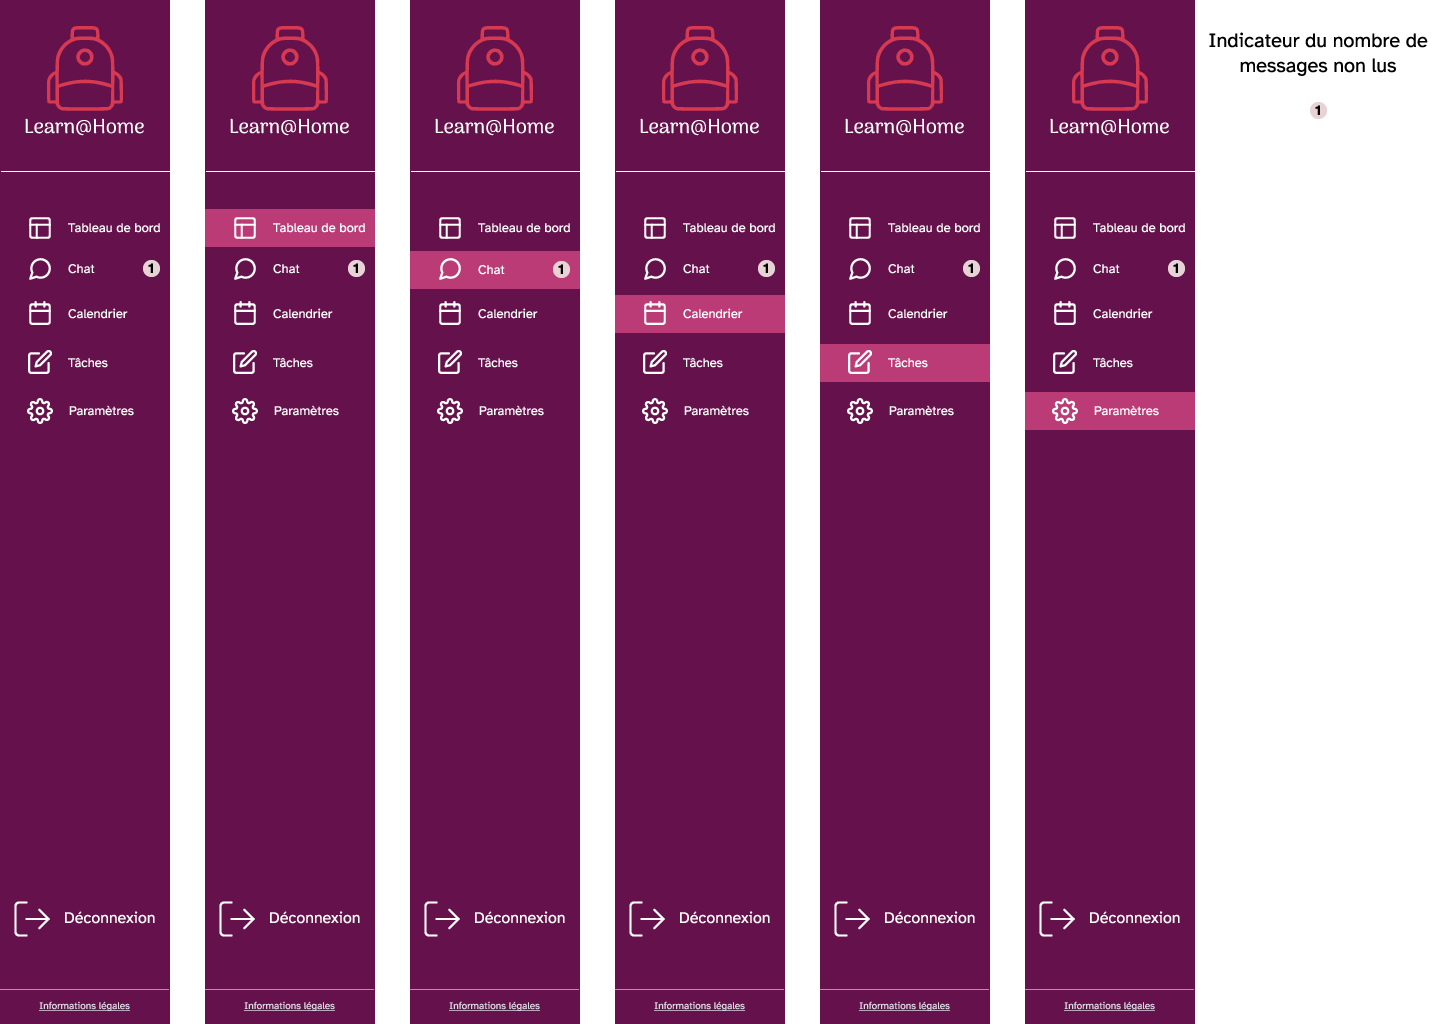 Learn@Home
Tableau de bord
Chat 1
Calendrier
Tâches
Paramètres
Déconnexion
Informations légales
Learn@Home
Tableau de bord
Chat 1
Calendrier
Tâches
Paramètres
Déconnexion
Informations légales
Learn@Home
Tableau de bord
Chat 1
Calendrier
Tâches
Paramètres
Déconnexion
Informations légales
Learn@Home
Tableau de bord
Chat 1
Calendrier
Tâches
Paramètres
Déconnexion
Informations légales
Learn@Home
Tableau de bord
Chat 1
Calendrier
Tâches
Paramètres
Déconnexion
Informations légales
Learn@Home
Tableau de bord
Chat 1
Calendrier
Tâches
Paramètres
Déconnexion
Informations légales
Indicateur du nombre de
messages non lus
1